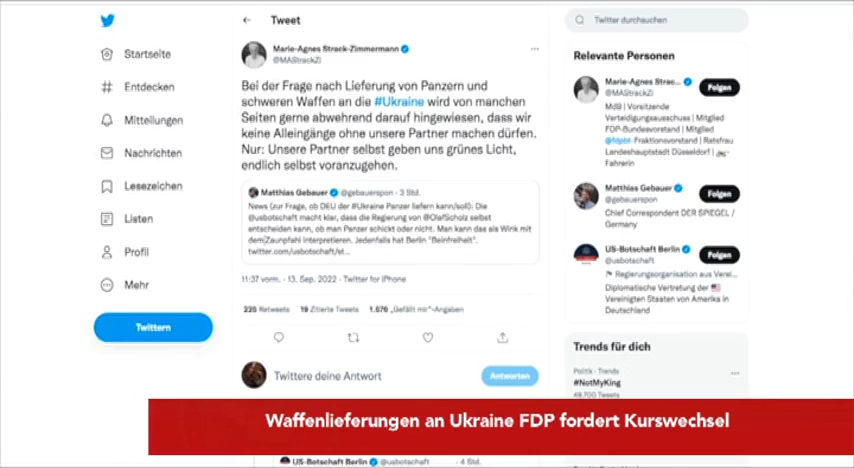 Tweet
Twitter durchsuchen
Startseite
Entdecken
Mitteilungen
Nachrichten
Lesezeichen
Listen
Profil
Mehr
Twittern
Marie-Agnes Strack-Zimmermann
@MAStrackZi
Bei der Frage nach Lieferung von Panzern und
schweren Waffen an die #Ukraine wird von manchen
Seiten gerne abwehrend darauf hingewiesen, dass wir
keine Alleingänge ohne unsere Partner machen dürfen.
Nur: Unsere Partner selbst geben uns grünes Licht,
endlich selbst voranzugehen.
Matthias Gebauer @gebauerspon · 3 Std.
News (zur Frage, ob DEU der #Ukraine Panzer liefern kann/soll): Die
@usbotschaft macht klar, dass die Regierung von @OlafScholz selbst
entscheiden kann, ob man Panzer schickt oder nicht. Man kann das als Wink mit
dem Zaunpfahl interpretieren. Jedenfalls hat Berlin "Beinfreiheit".
twitter.com/usbotschaft/st...
11:37 vorm. · 13. Sep. 2022 · Twitter for iPhone
19 Zitierte Tweets
„Gefällt mir"-Angaben
Twittere deine Antwort
Antworten
US-Botschaft Berlin @usbotschaft · 4 Std.
Relevante Personen
Marie-Agnes Strac...
@MAStrackZi
Folgen
MdB | Vorsitzende
Verteidigungsausschuss | Mitglied
FDP-Bundesvorstand | Mitglied
@fdpbt-Fraktionsvorstand | Ratsfrau
Landeshauptstadt Düsseldorf |
Fahrerin
Matthias Gebauer
@gebauerspon
Folgen
Chief Correspondent DER SPIEGEL /
Germany
US-Botschaft Berlin
@usbotschaft
Folgen
Regierungsorganisation aus Verei...
Diplomatische Vertretung der
Vereinigten Staaten von Amerika in
Deutschland
Trends für dich
Politik · Trends
#NotMyKing
49.700 Tweets
Waffenlieferungen an Ukraine FDP fordert Kurswechsel